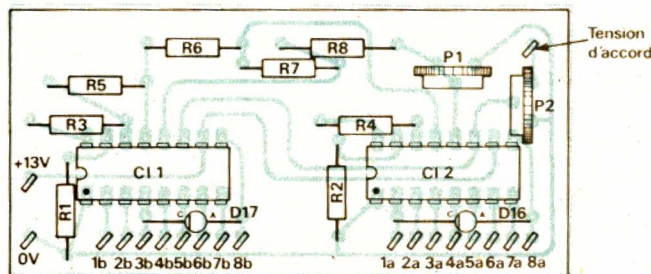 R6
R8
R7
P1
Tension
d'accord
R5
P2
R3
R4
+13V
CI 1
CI 2
R1
R2
C
A
D17
C
A
D16
0V
1b 2b 3b 4b 5b 6b 7b 8b
1a 2a 3a 4a 5a 6a 7a 8a